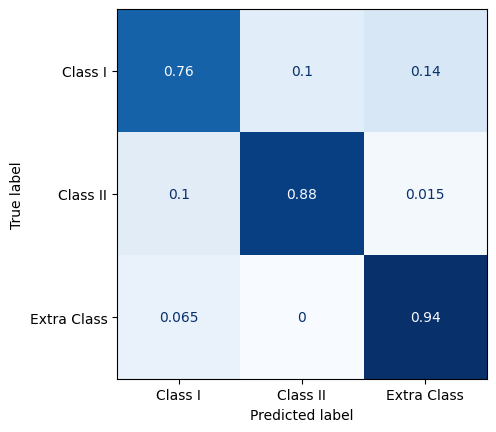 Class I 0.76 0.1 0.14
Class II 0.1 0.88 0.015
Extra Class 0.065 0 0.94
Class I Class II Extra Class
True label
Predicted label